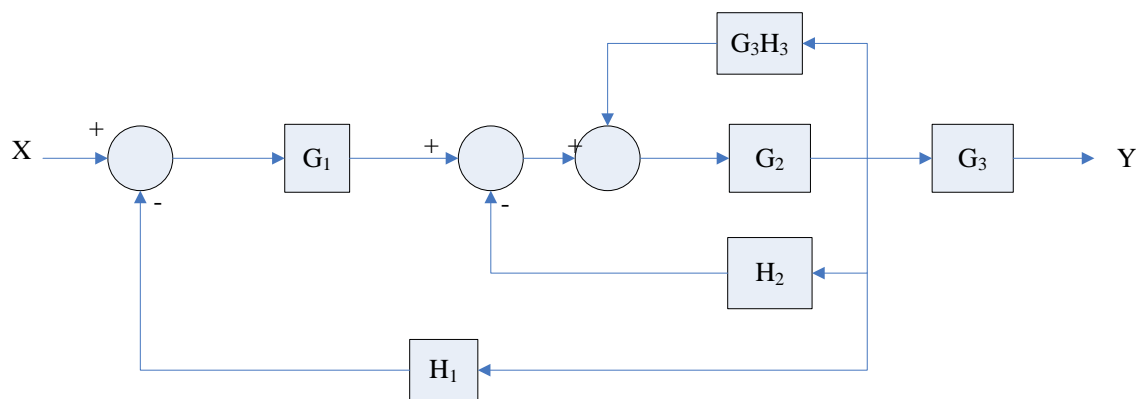 G₃H₃
+
X
G₁
+
+
G₂
G₃
Y
-
-
H₂
H₁